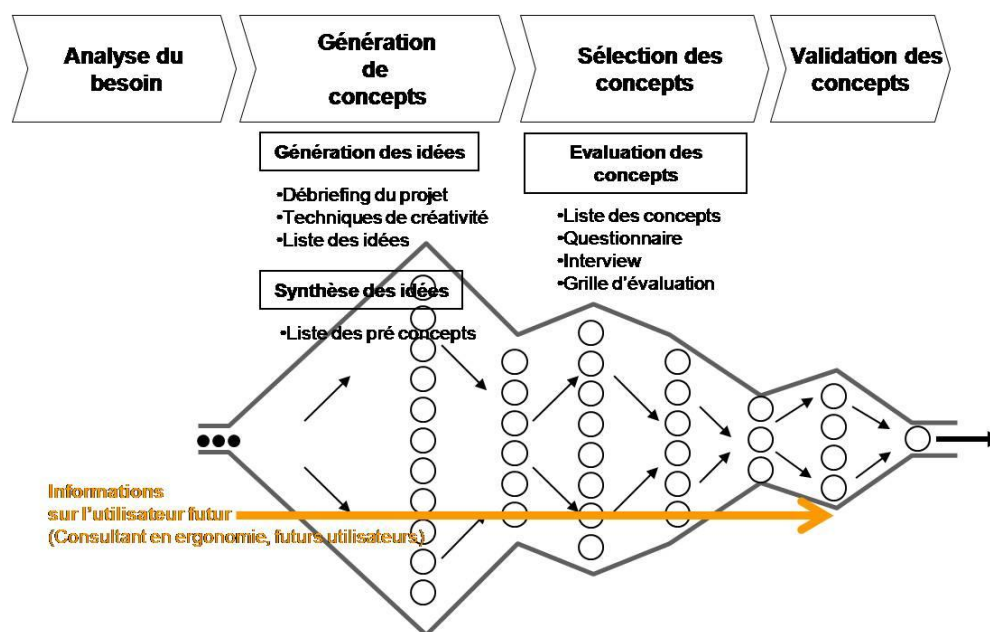 Analyse du
besoin
Génération
de
concepts
Sélection des
concepts
Validation des
concepts
Génération des idées
•Débriefing du projet
•Techniques de créativité
•Liste des idées
Synthèse des idées
•Liste des pré concepts
Evaluation des
concepts
•Liste des concepts
•Questionnaire
•Interview
•Grille d'évaluation
Informations
sur l'utilisateur futur
(Consultant en ergonomie, futurs utilisateurs)